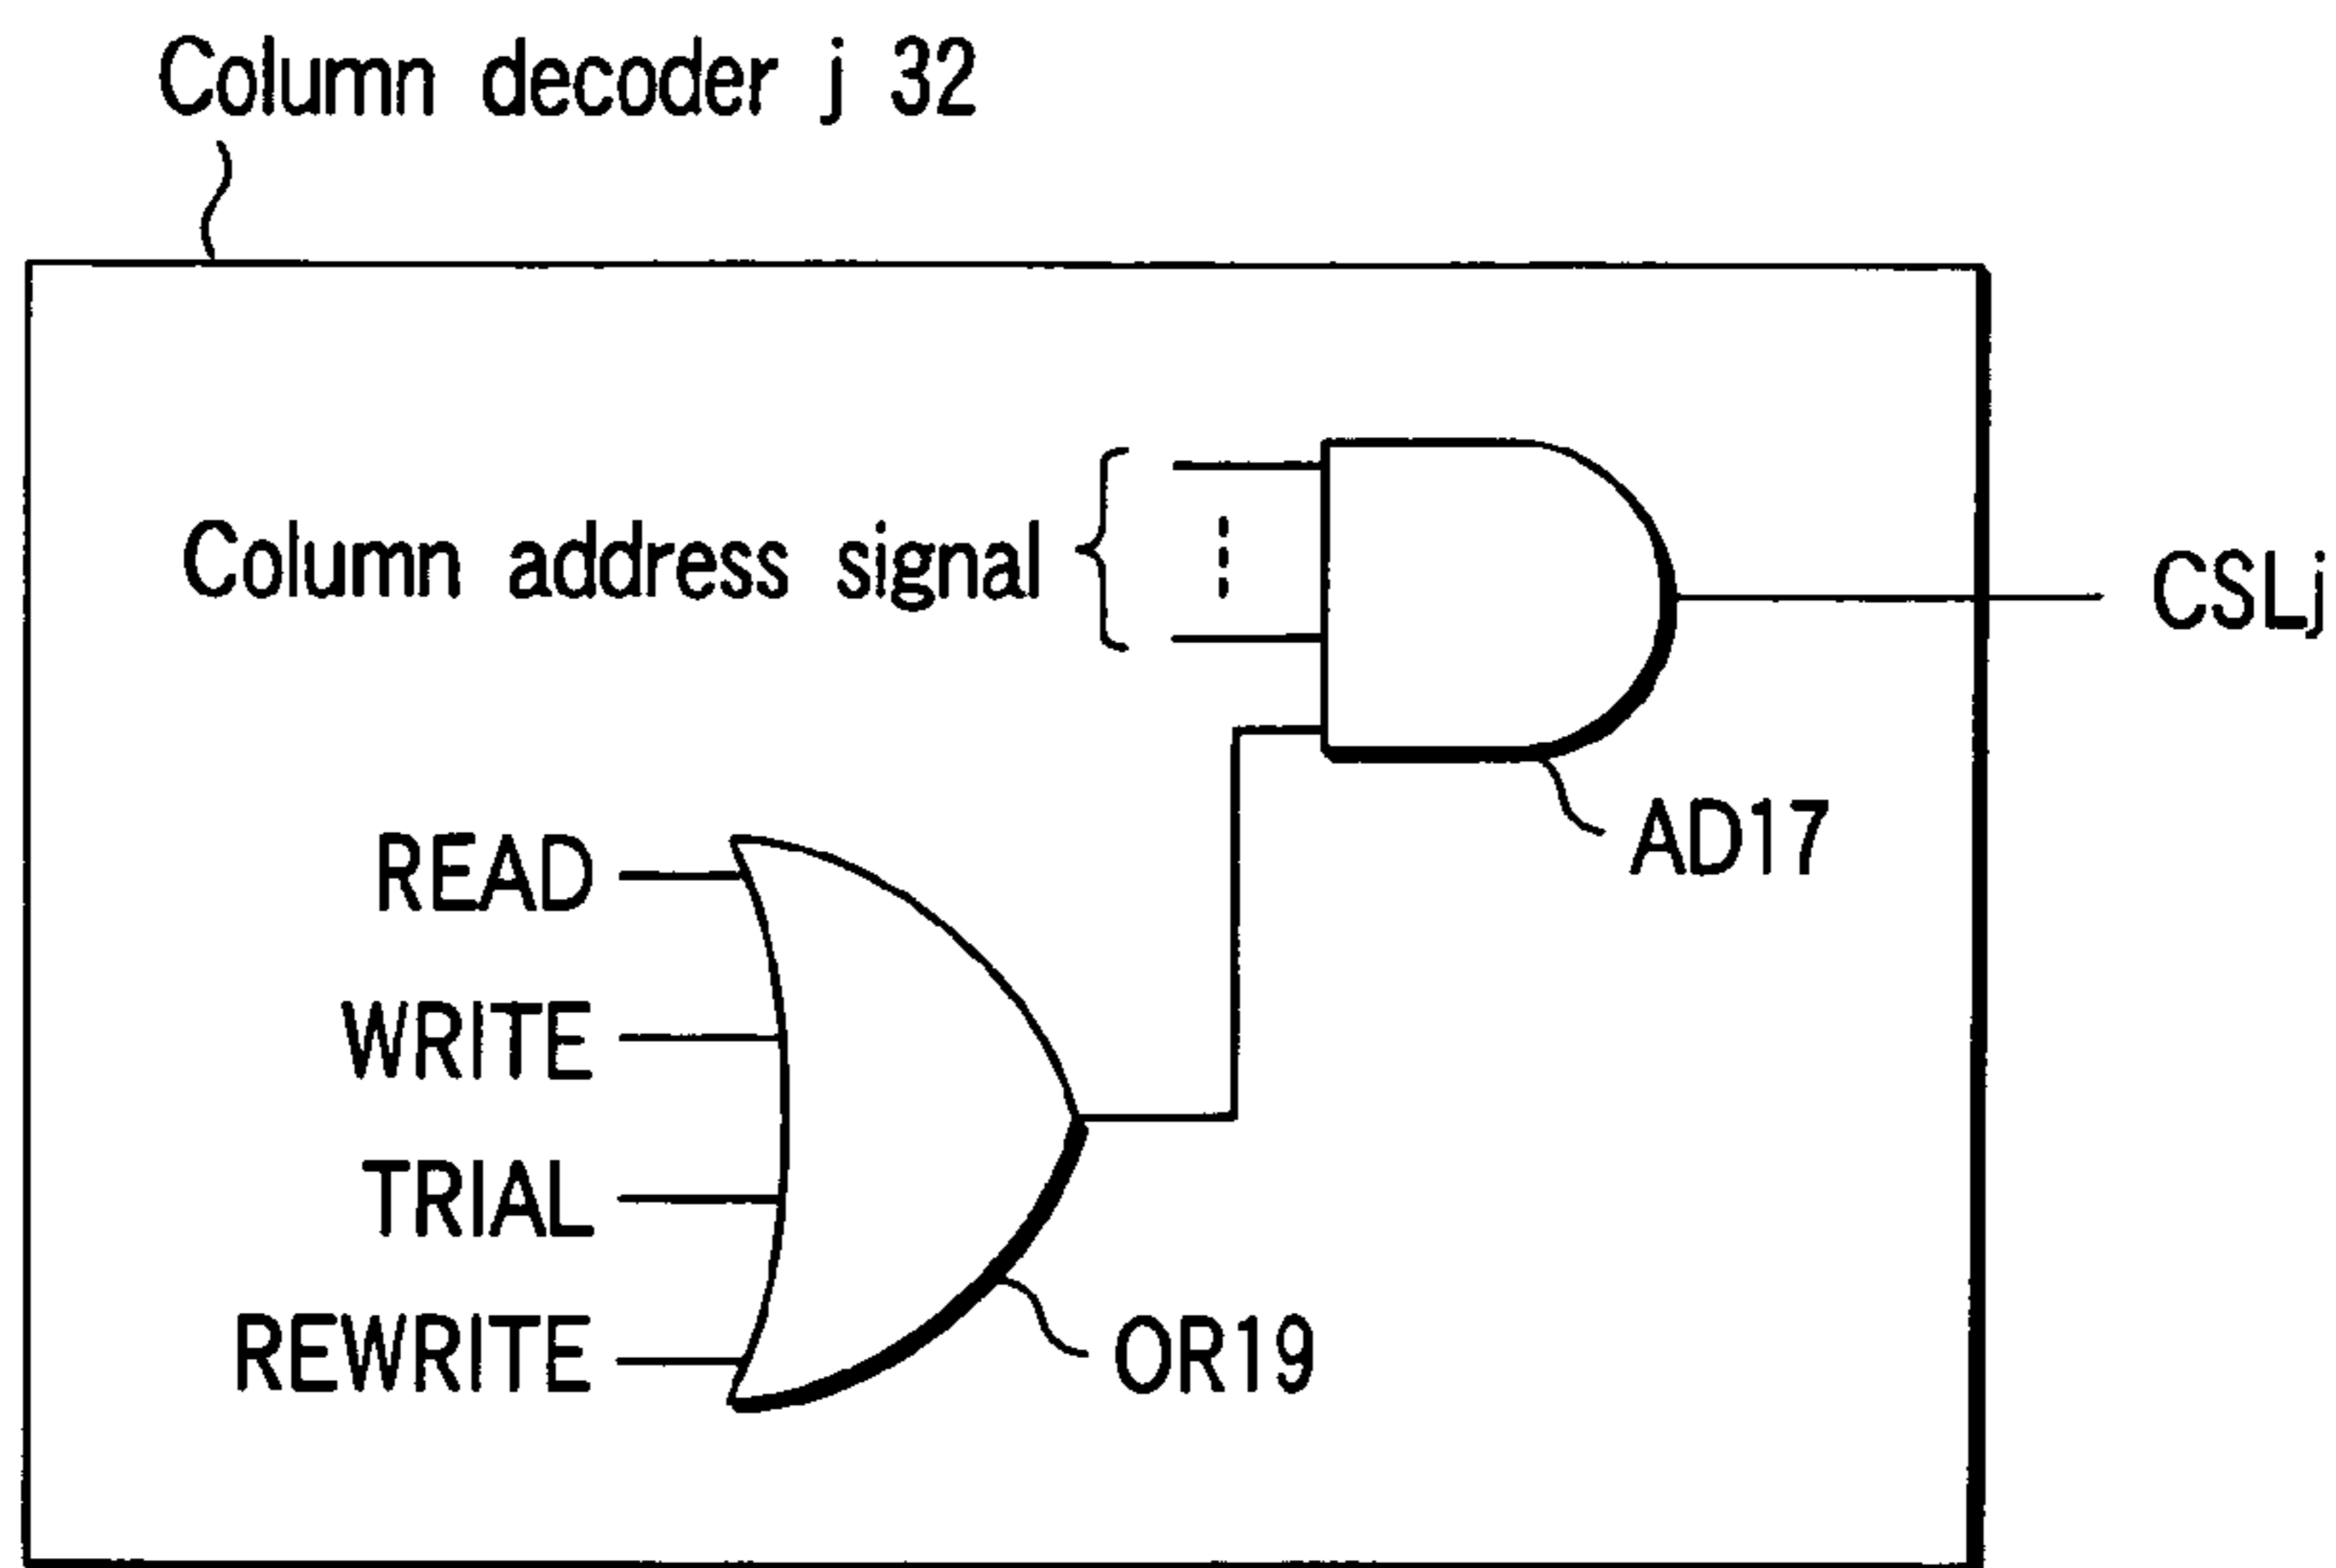 Column decoder j 32
Column address signal
CSLj
AD17
READ
WRITE
TRIAL
REWRITE
OR19